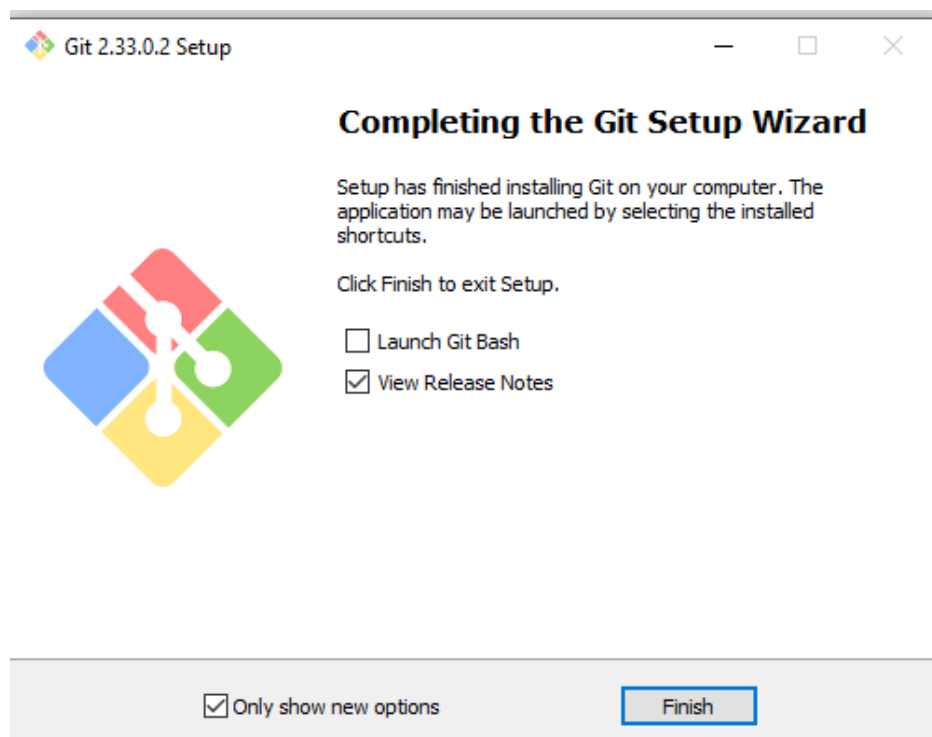 Git 2.33.0.2 Setup
Completing the Git Setup Wizard
Setup has finished installing Git on your computer. The
application may be launched by selecting the installed
shortcuts.
Click Finish to exit Setup.
Launch Git Bash
View Release Notes
Only show new options
Finish